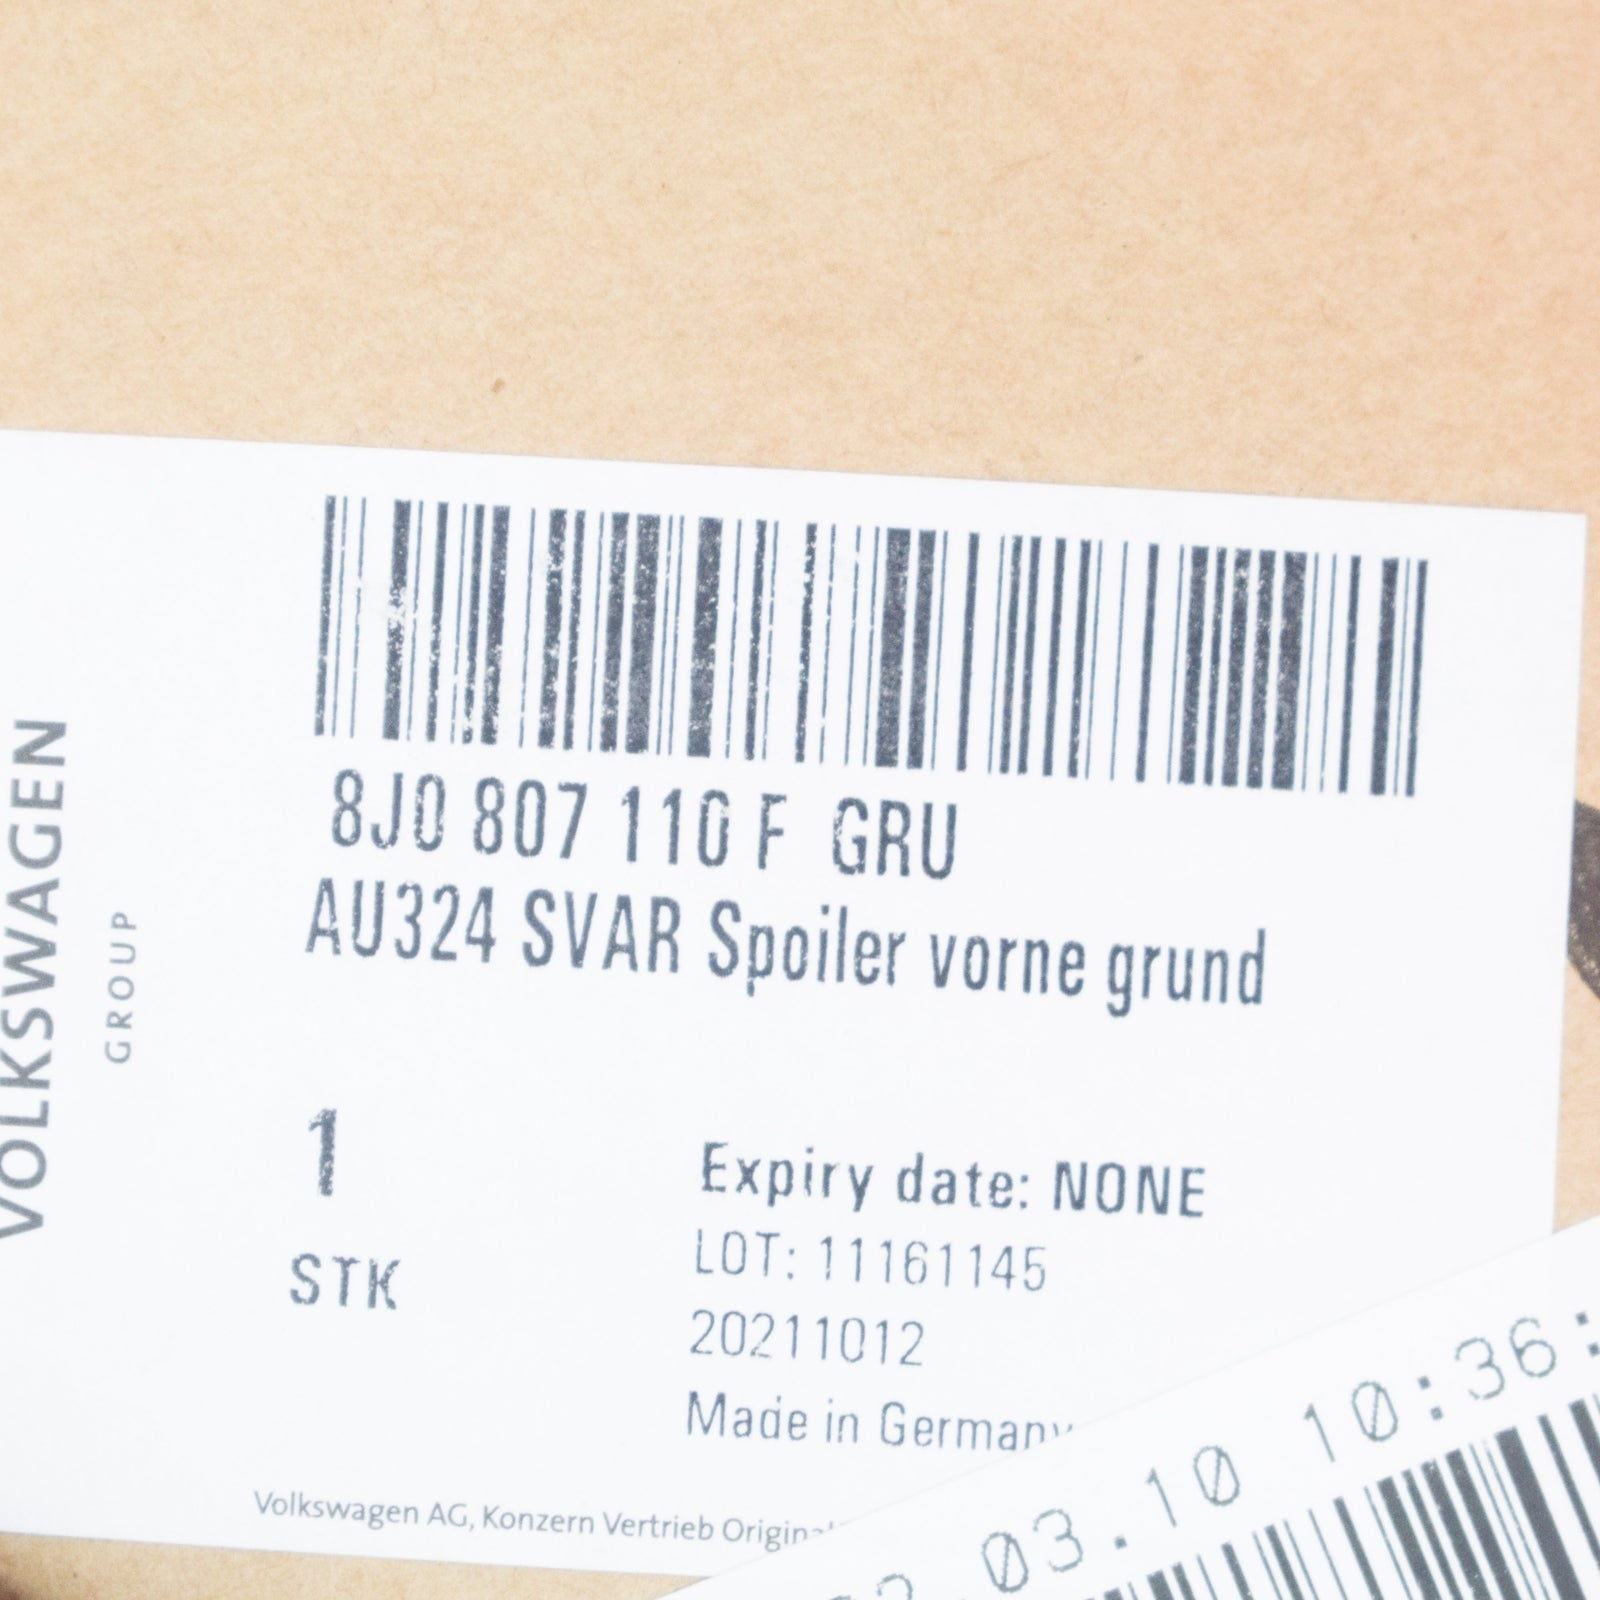 VOLKSWAGEN
GROUP
8J0 807 110 F GRU
AU324 SVAR Spoiler vorne grund
1
STK
Expiry date: NONE
LOT: 11161145
20211012
Made in Germany
Volkswagen AG, Konzern Vertrieb
03.10 10:36: